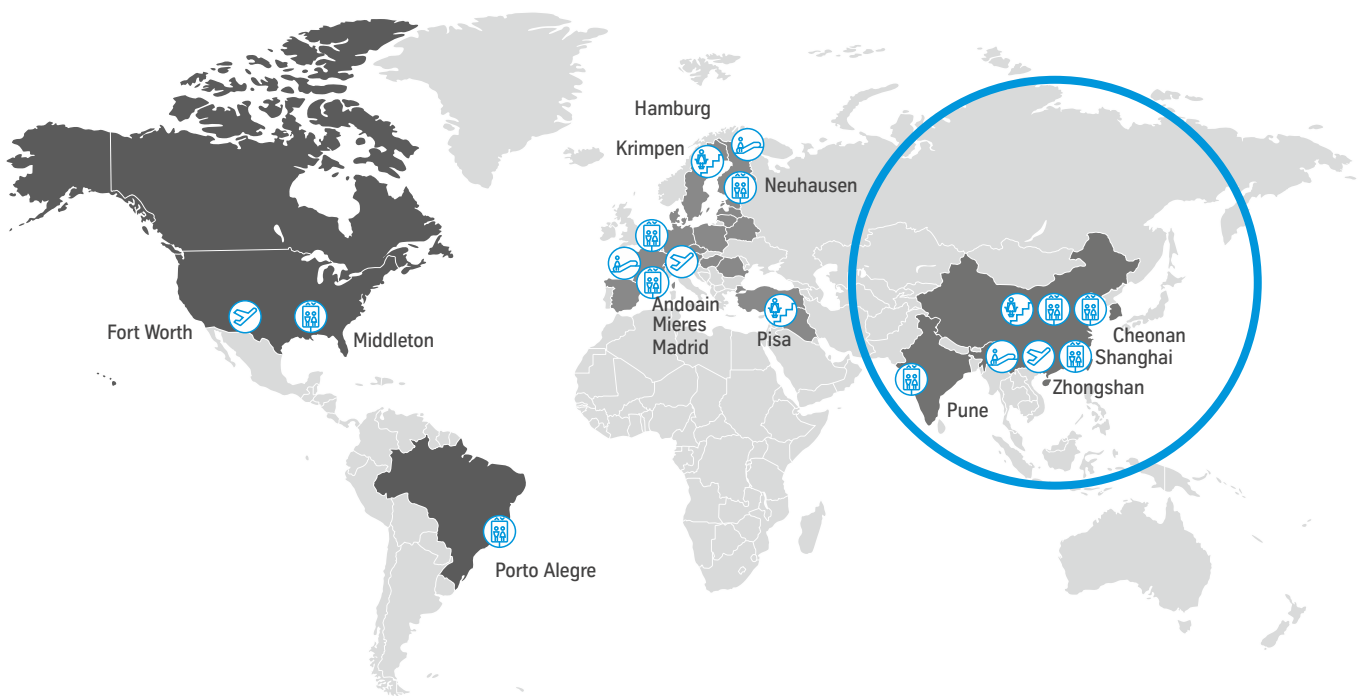 Hamburg
Krimpen
Neuhausen
Andoain
Mieres
Madrid
Pisa
Fort Worth
Middleton
Cheonan
Shanghai
Zhongshan
Pune
Porto Alegre